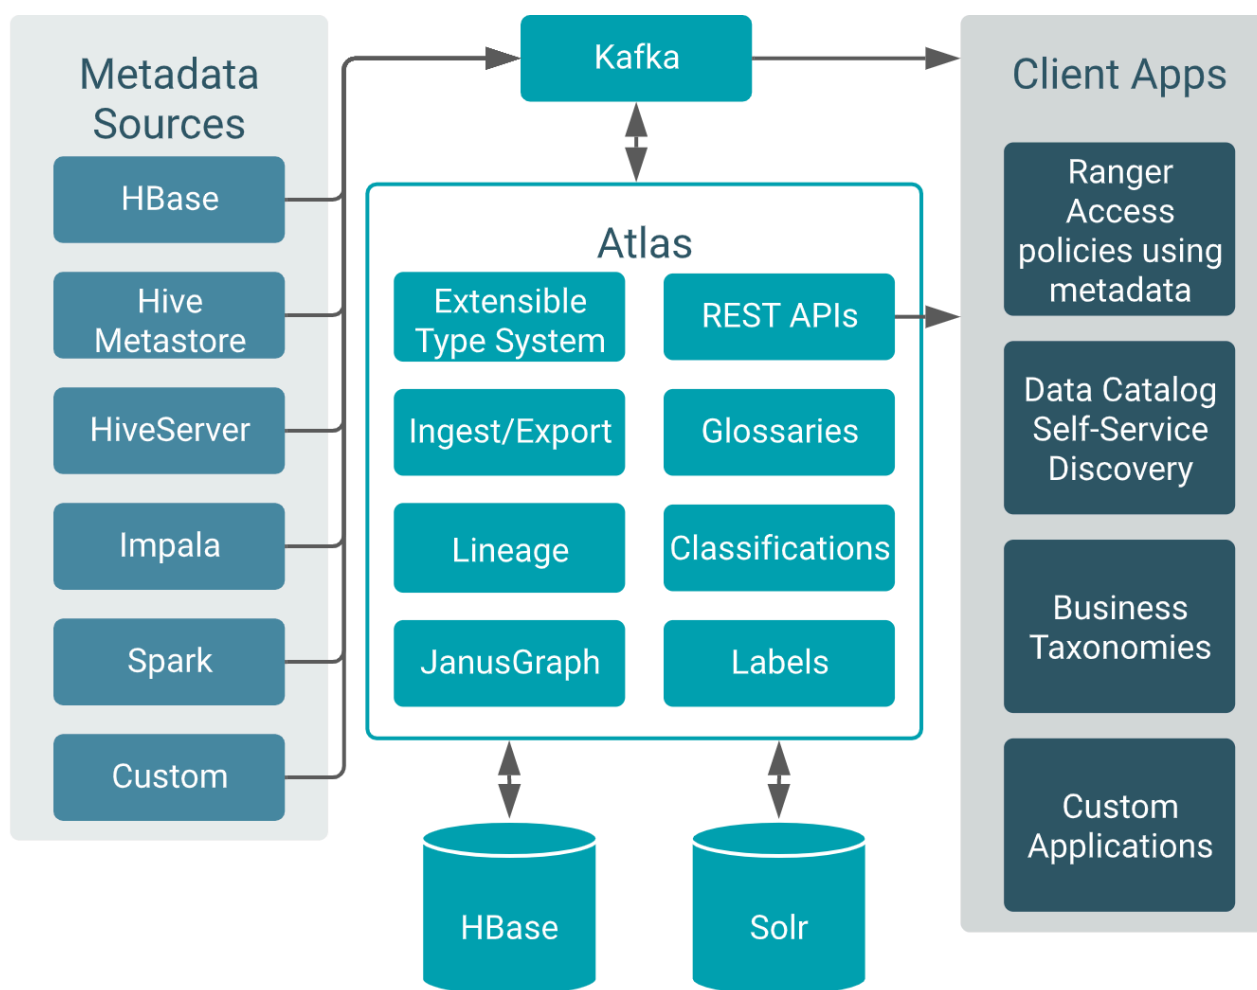 Metadata
Sources
HBase
Hive
Metastore
HiveServer
Impala
Spark
Custom
Kafka
Atlas
Extensible
Type System
REST APIs
Ingest/Export
Glossaries
Lineage
Classifications
JanusGraph
Labels
HBase
Solr
Client Apps
Ranger
Access
policies using
metadata
Data Catalog
Self-Service
Discovery
Business
Taxonomies
Custom
Applications